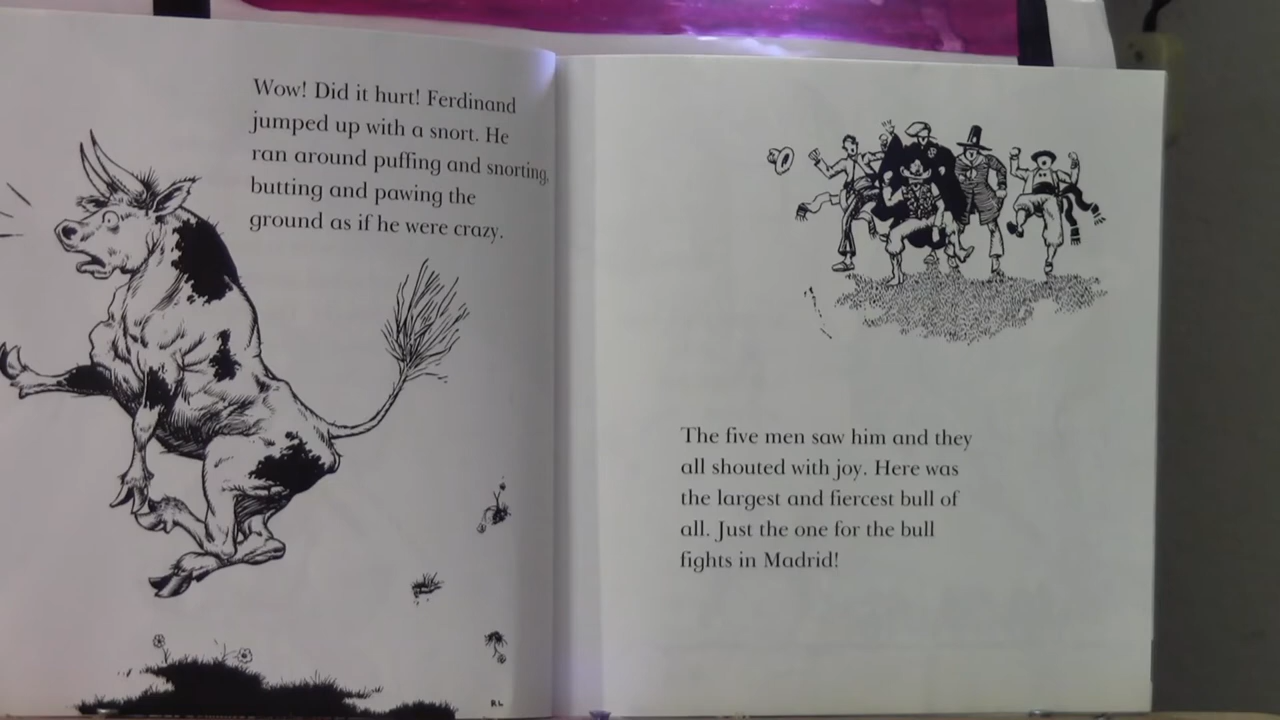 Wow! Did it hurt! Ferdinand
jumped up with a snort. He
ran around puffing and snorting,
butting and pawing the
ground as if he were crazy.
RL
The five men saw him and they
all shouted with joy. Here was
the largest and fiercest bull of
all. Just the one for the bull
fights in Madrid!